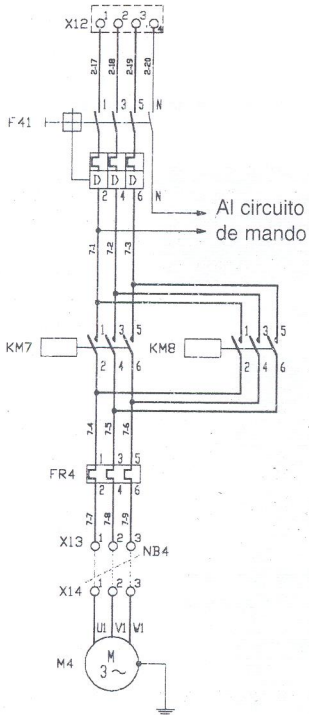 X12 1 2 3 4
2-17 2-18 2-19 2-20
F41 1 3 5 N
D D D
2 4 6 N
Al circuito
de mando
7-1 7-2 7-3
KM7 1 3 5
2 4 6
KM8 1 3 5
2 4 6
7-4 7-5 7-6
FR4 1 3 5
2 4 6
7-7 7-8 7-9
X13 1 2 3
NB4
X14 1 2 3
U1 V1 W1
M4 M
3 ~